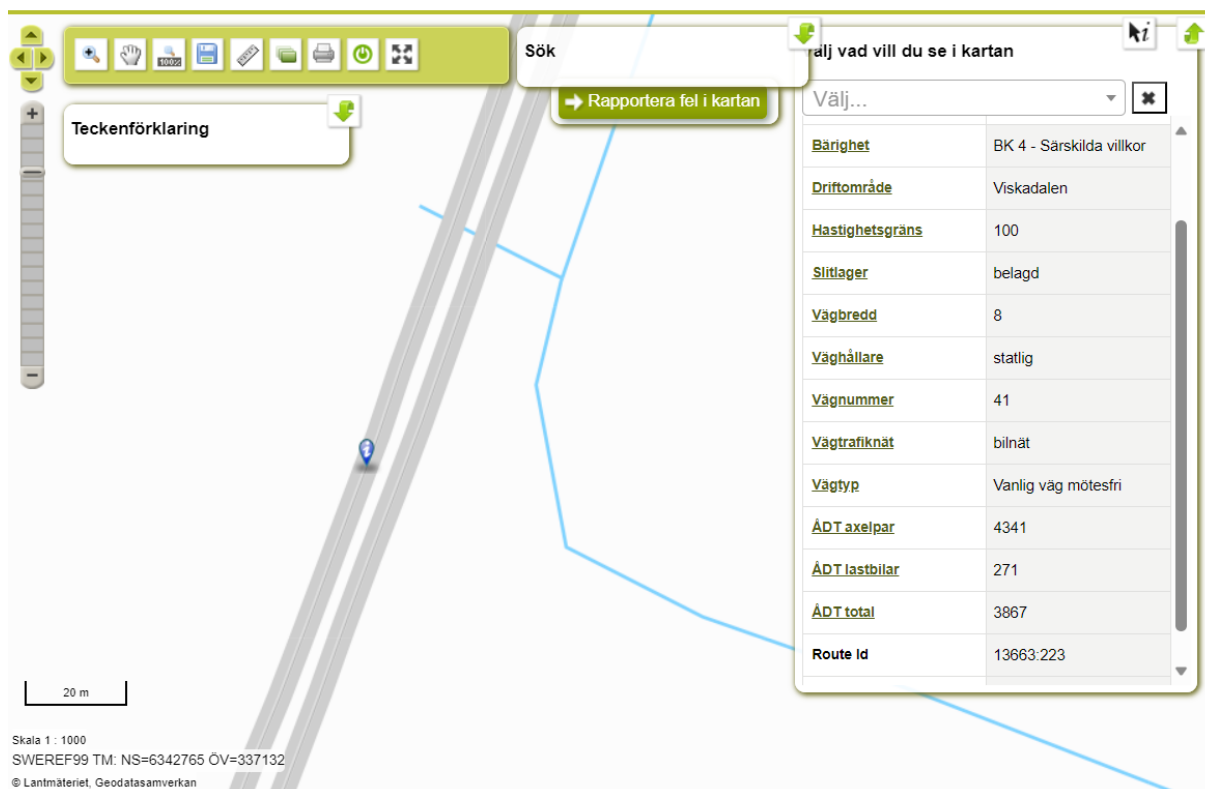 100%
Sök
älj vad vill du se i kartan
i
Rapportera fel i kartan
Välj...
Teckenförklaring
Bärighet BK 4 - Särskilda villkor
Driftområde Viskadalen
Hastighetsgräns 100
Slitlager belagd
Vägbredd 8
Väghållare statlig
Vägnummer 41
Vägtrafiknät bilnät
Vägtyp Vanlig väg mötesfri
ÅDT axelpar 4341
ÅDT lastbilar 271
ÅDT total 3867
Route Id 13663:223
20 m
Skala 1 : 1000
SWEREF99 TM: NS=6342765 ÖV=337132
© Lantmäteriet, Geodatasamverkan